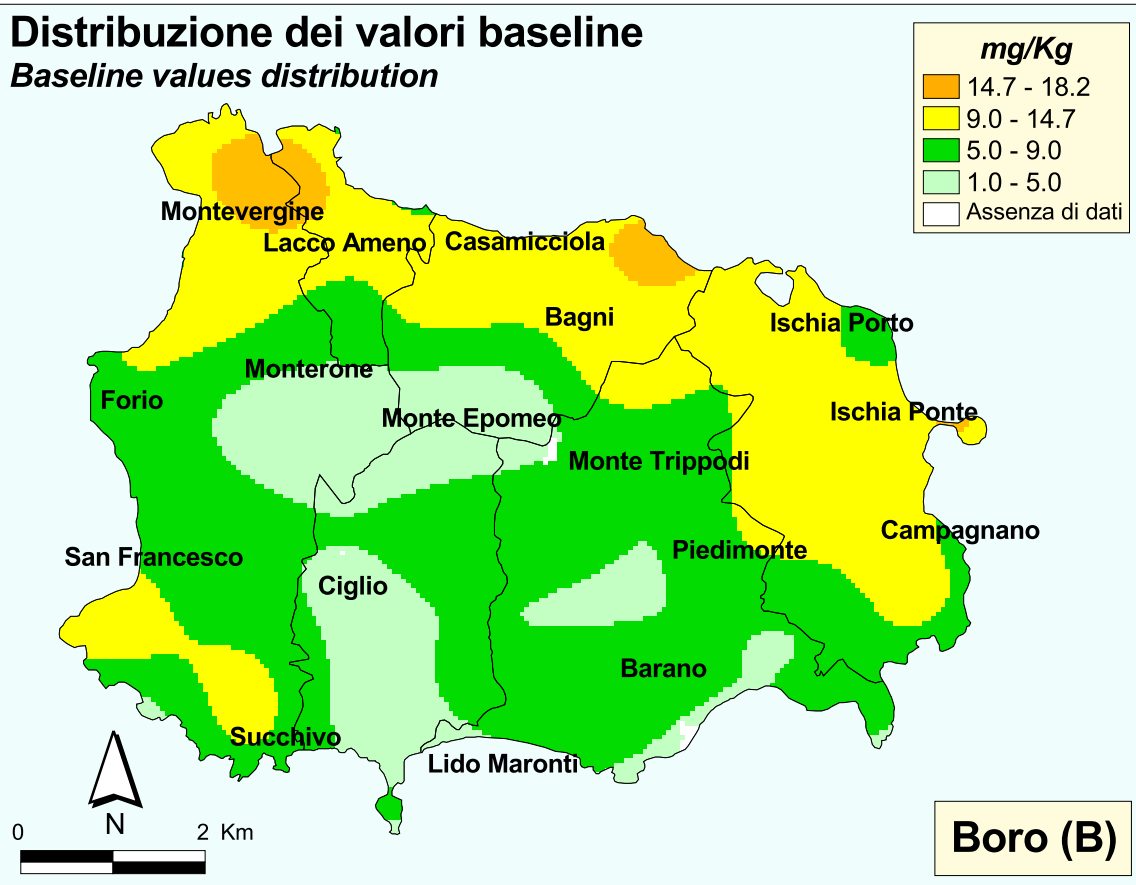 Distribuzione dei valori baseline
Baseline values distribution
mg/Kg
14.7 - 18.2
9.0 - 14.7
5.0 - 9.0
1.0 - 5.0
Assenza di dati
Montevergine
Lacco Ameno
Casamicciola
Bagni
Ischia Porto
Monterone
Forio
Monte Epomeo
Ischia Ponte
Monte Trippodi
Campagnano
San Francesco
Piedimonte
Ciglio
Barano
Succhivo
Lido Maronti
N
0 2 Km
Boro (B)